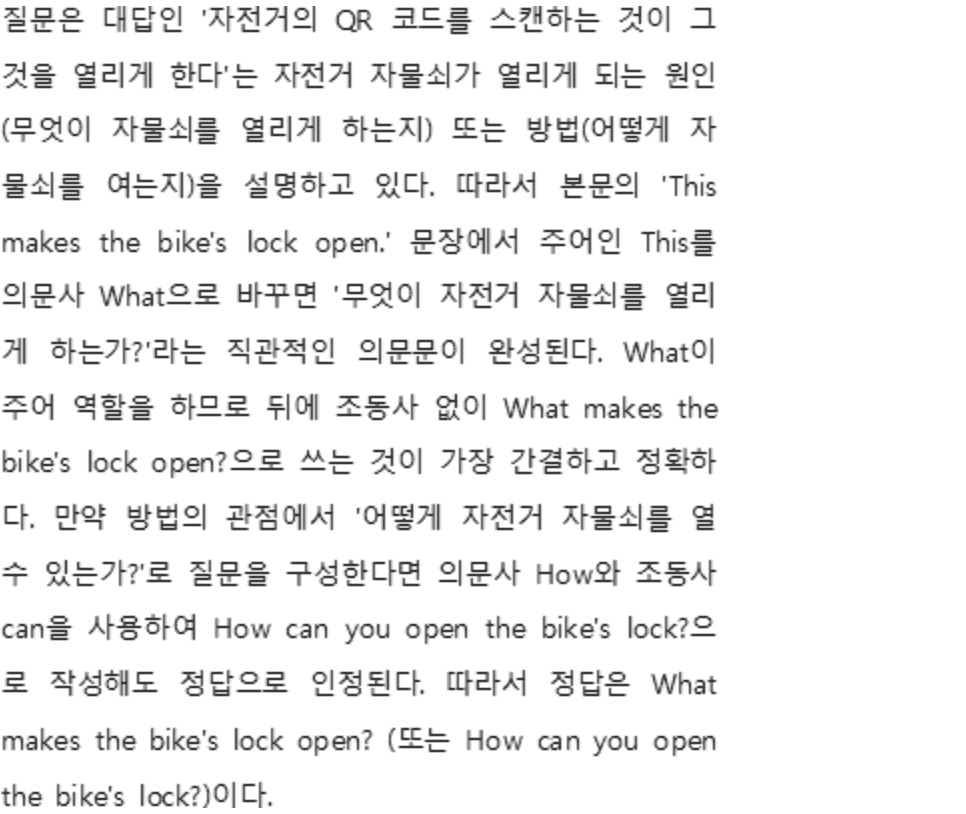 질문은 대답인 '자전거의 QR 코드를 스캔하는 것이 그
것을 열리게 한다'는 자전거 자물쇠가 열리게 되는 원인
(무엇이 자물쇠를 열리게 하는지) 또는 방법(어떻게 자
물쇠를 여는지)을 설명하고 있다. 따라서 본문의 'This
makes the bike's lock open.' 문장에서 주어인 This를
의문사 What으로 바꾸면 '무엇이 자전거 자물쇠를 열리
게 하는가?'라는 직관적인 의문문이 완성된다. What이
주어 역할을 하므로 뒤에 조동사 없이 What makes the
bike's lock open?으로 쓰는 것이 가장 간결하고 정확하
다. 만약 방법의 관점에서 '어떻게 자전거 자물쇠를 열
수 있는가?'로 질문을 구성한다면 의문사 How와 조동사
can을 사용하여 How can you open the bike's lock?으
로 작성해도 정답으로 인정된다. 따라서 정답은 What
makes the bike's lock open? (또는 How can you open
the bike's lock?)이다.